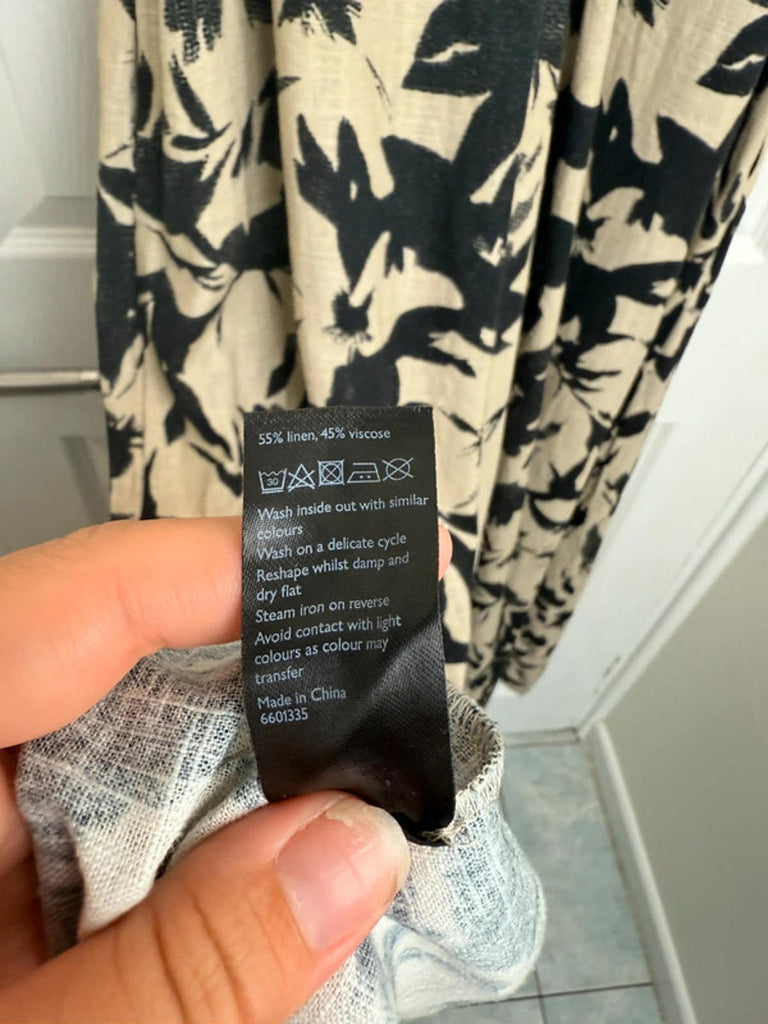 55% linen, 45% viscose
30
Wash inside out with similar
colours
Wash on a delicate cycle
Reshape whilst damp and
dry flat
Steam iron on reverse
Avoid contact with light
colours as colour may
transfer
Made in China
6601335